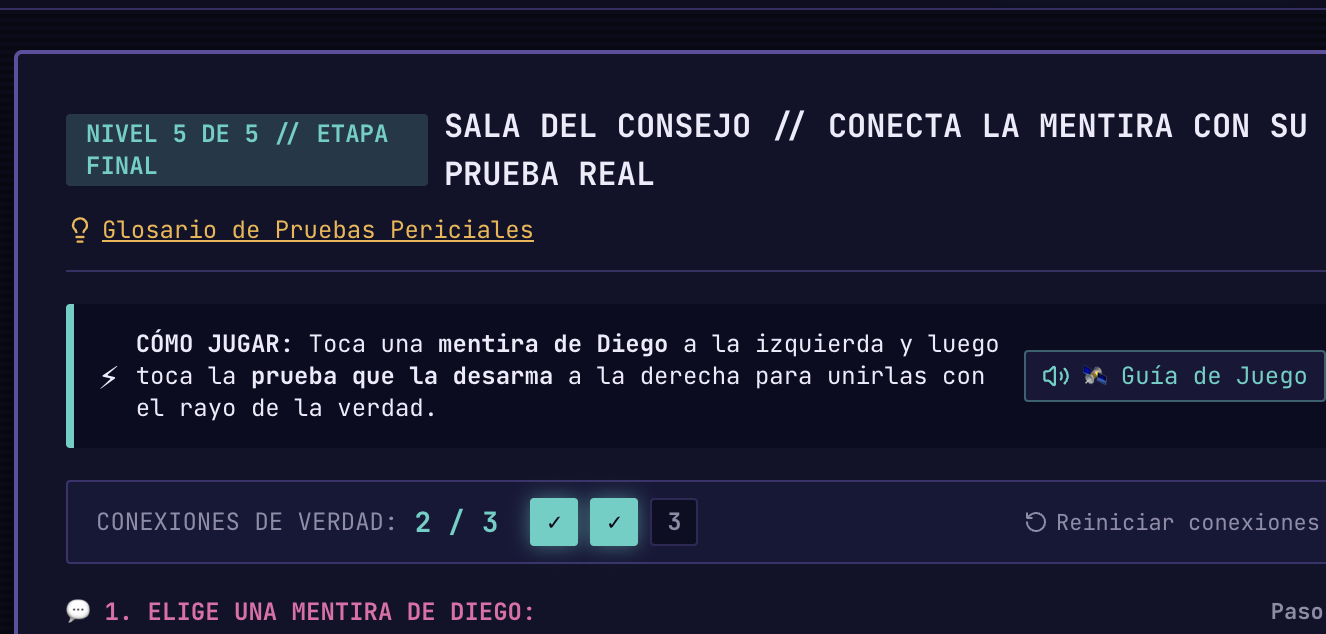 NIVEL 5 DE 5 // ETAPA
FINAL
SALA DEL CONSEJO // CONECTA LA MENTIRA CON SU
PRUEBA REAL
Glosario de Pruebas Periciales
CÓMO JUGAR: Toca una mentira de Diego a la izquierda y luego
toca la prueba que la desarma a la derecha para unirlas con
el rayo de la verdad.
Guía de Juego
CONEXIONES DE VERDAD: 2 / 3 ✓ ✓ 3
Reiniciar conexiones
1. ELIGE UNA MENTIRA DE DIEGO:
Paso